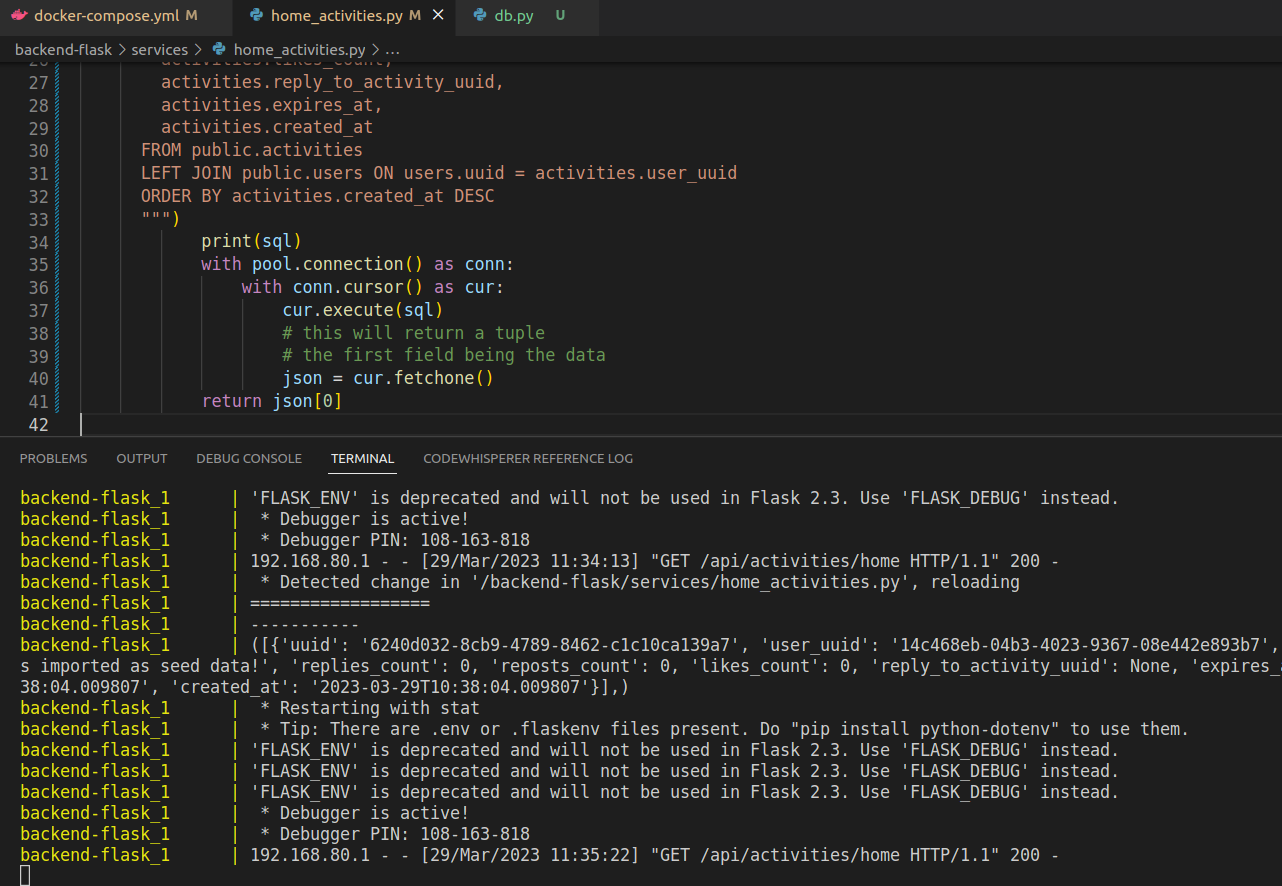 docker-compose.yml M
home_activities.py M
db.py U
backend-flask > services > home_activities.py > ...
26 activities.likes_count,
27 activities.reply_to_activity_uuid,
28 activities.expires_at,
29 activities.created_at
30 FROM public.activities
31 LEFT JOIN public.users ON users.uuid = activities.user_uuid
32 ORDER BY activities.created_at DESC
33 """)
34 print(sql)
35 with pool.connection() as conn:
36 with conn.cursor() as cur:
37 cur.execute(sql)
38 # this will return a tuple
39 # the first field being the data
40 json = cur.fetchone()
41 return json[0]
42
PROBLEMS OUTPUT DEBUG CONSOLE TERMINAL CODEWHISPERER REFERENCE LOG
backend-flask_1 | 'FLASK_ENV' is deprecated and will not be used in Flask 2.3. Use 'FLASK_DEBUG' instead.
backend-flask_1 | * Debugger is active!
backend-flask_1 | * Debugger PIN: 108-163-818
backend-flask_1 | 192.168.80.1 - - [29/Mar/2023 11:34:13] "GET /api/activities/home HTTP/1.1" 200 -
backend-flask_1 | * Detected change in '/backend-flask/services/home_activities.py', reloading
backend-flask_1 | ==================
backend-flask_1 | -----------
backend-flask_1 | ([{'uuid': '6240d032-8cb9-4789-8462-c1c10ca139a7', 'user_uuid': '14c468eb-04b3-4023-9367-08e442e893b7',
s imported as seed data!', 'replies_count': 0, 'reposts_count': 0, 'likes_count': 0, 'reply_to_activity_uuid': None, 'expires_
38:04.009807', 'created_at': '2023-03-29T10:38:04.009807'}],)
backend-flask_1 | * Restarting with stat
backend-flask_1 | * Tip: There are .env or .flaskenv files present. Do "pip install python-dotenv" to use them.
backend-flask_1 | 'FLASK_ENV' is deprecated and will not be used in Flask 2.3. Use 'FLASK_DEBUG' instead.
backend-flask_1 | 'FLASK_ENV' is deprecated and will not be used in Flask 2.3. Use 'FLASK_DEBUG' instead.
backend-flask_1 | 'FLASK_ENV' is deprecated and will not be used in Flask 2.3. Use 'FLASK_DEBUG' instead.
backend-flask_1 | * Debugger is active!
backend-flask_1 | * Debugger PIN: 108-163-818
backend-flask_1 | 192.168.80.1 - - [29/Mar/2023 11:35:22] "GET /api/activities/home HTTP/1.1" 200 -